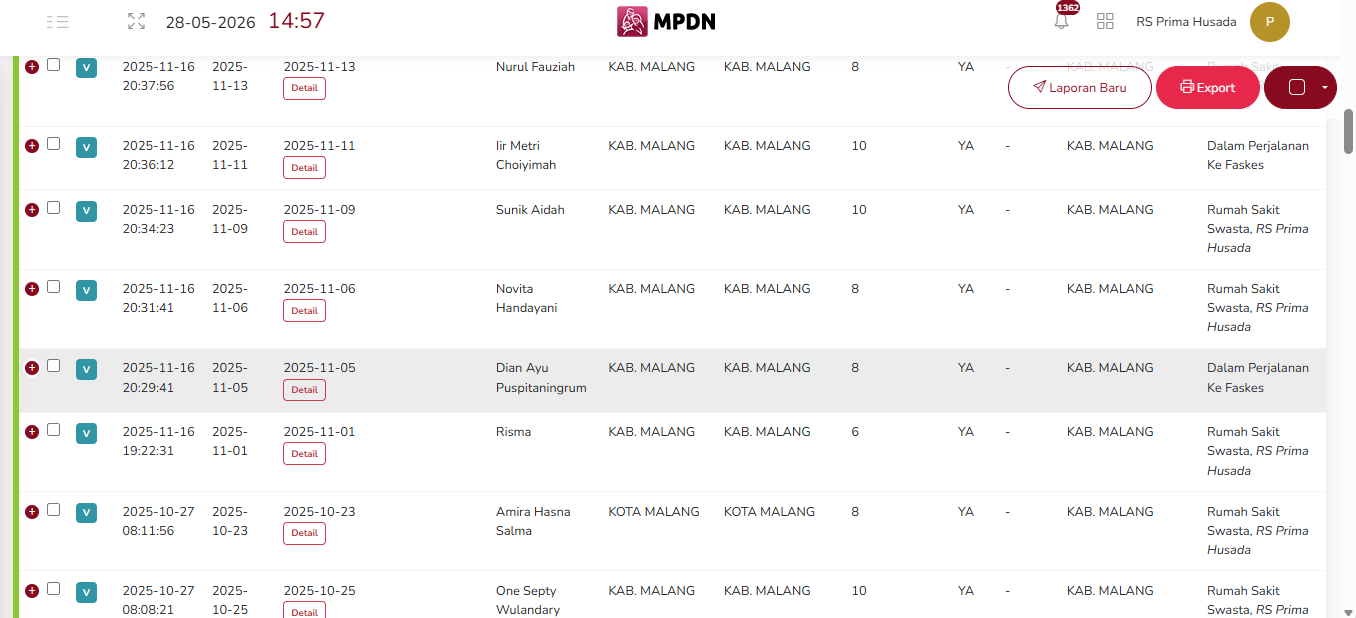 28-05-2026 14:57 MPDN 1362 RS Prima Husada P
V 2025-11-16 2025- 2025-11-13 Nurul Fauziah KAB. MALANG KAB. MALANG 8 YA - KAB. MALANG Rumah Sakit
20:37:56 11-13 Detail Laporan Baru Export
V 2025-11-16 2025- 2025-11-11 Iir Metri KAB. MALANG KAB. MALANG 10 YA - KAB. MALANG Dalam Perjalanan
20:36:12 11-11 Detail Choiyimah Ke Faskes
V 2025-11-16 2025- 2025-11-09 Sunik Aidah KAB. MALANG KAB. MALANG 10 YA - KAB. MALANG Rumah Sakit
20:34:23 11-09 Detail Swasta, RS Prima
Husada
V 2025-11-16 2025- 2025-11-06 Novita KAB. MALANG KAB. MALANG 8 YA - KAB. MALANG Rumah Sakit
20:31:41 11-06 Detail Handayani Swasta, RS Prima
Husada
V 2025-11-16 2025- 2025-11-05 Dian Ayu KAB. MALANG KAB. MALANG 8 YA - KAB. MALANG Dalam Perjalanan
20:29:41 11-05 Detail Puspitaningrum Ke Faskes
V 2025-11-16 2025- 2025-11-01 Risma KAB. MALANG KAB. MALANG 6 YA - KAB. MALANG Rumah Sakit
19:22:31 11-01 Detail Swasta, RS Prima
Husada
V 2025-10-27 2025- 2025-10-23 Amira Hasna KOTA MALANG KOTA MALANG 8 YA - KAB. MALANG Rumah Sakit
08:11:56 10-23 Detail Salma Swasta, RS Prima
Husada
V 2025-10-27 2025- 2025-10-25 One Septy KAB. MALANG KAB. MALANG 10 YA - KAB. MALANG Rumah Sakit
08:08:21 10-25 Detail Wulandary Swasta, RS Prima